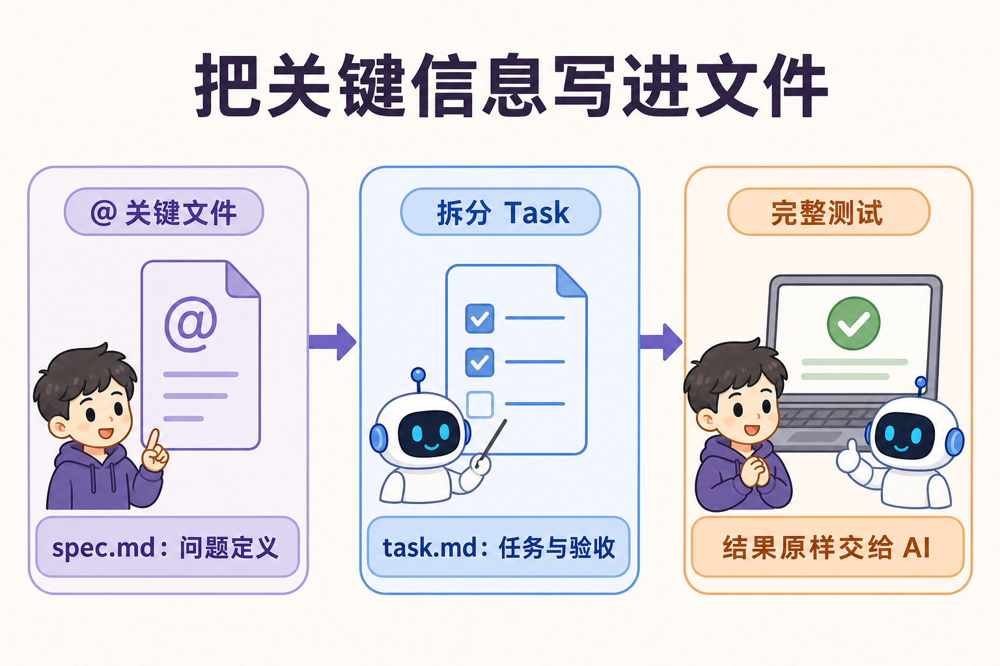 把关键信息写进文件
@ 关键文件
@
spec.md：问题定义
拆分 Task
task.md：任务与验收
完整测试
结果原样交给 AI